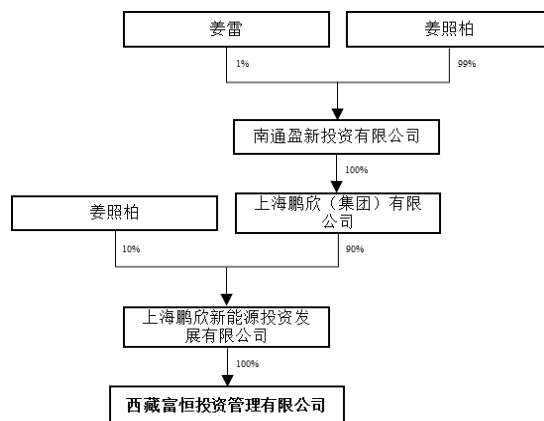 姜雷
姜照柏
1%
99%
南通盈新投资有限公司
100%
姜照柏
上海鹏欣（集团）有限
公司
10%
90%
上海鹏欣新能源投资发
展有限公司
100%
西藏富恒投资管理有限公司